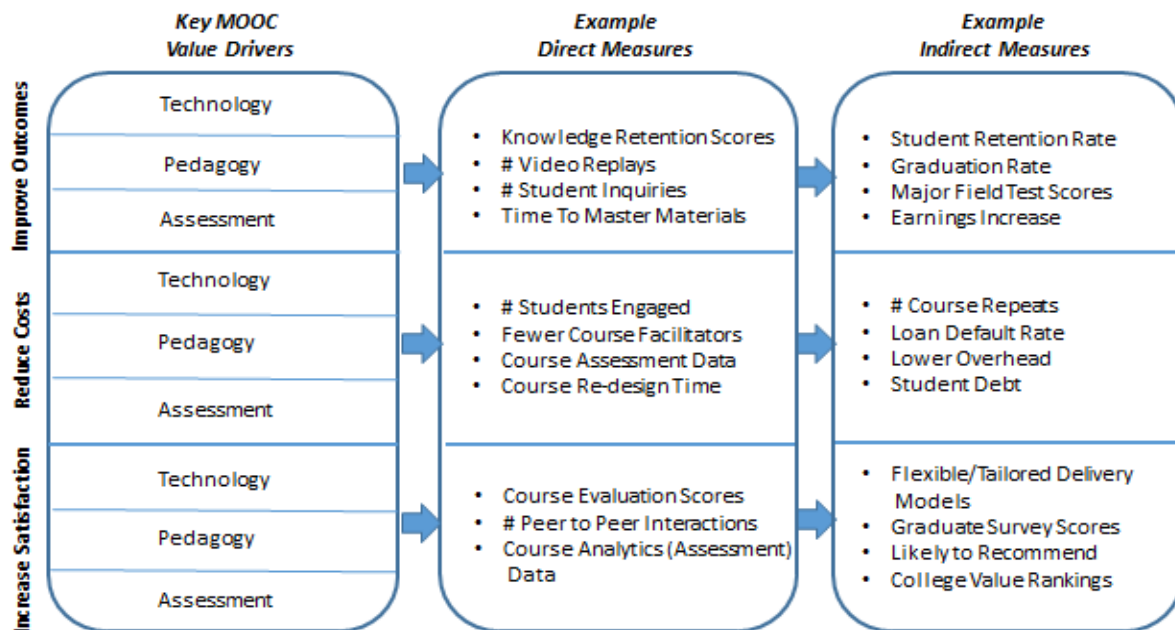 Key MOOC
Value Drivers
Example
Direct Measures
Example
Indirect Measures
Improve Outcomes
Technology
Pedagogy
Assessment
• Knowledge Retention Scores
• # Video Replays
• # Student Inquiries
• Time To Master Materials
• Student Retention Rate
• Graduation Rate
• Major Field Test Scores
• Earnings Increase
Reduce Costs
Technology
Pedagogy
Assessment
• # Students Engaged
• Fewer Course Facilitators
• Course Assessment Data
• Course Re-design Time
• # Course Repeats
• Loan Default Rate
• Lower Overhead
• Student Debt
Increase Satisfaction
Technology
Pedagogy
Assessment
• Course Evaluation Scores
• # Peer to Peer Interactions
• Course Analytics (Assessment)
Data
• Flexible/Tailored Delivery
Models
• Graduate Survey Scores
• Likely to Recommend
• College Value Rankings